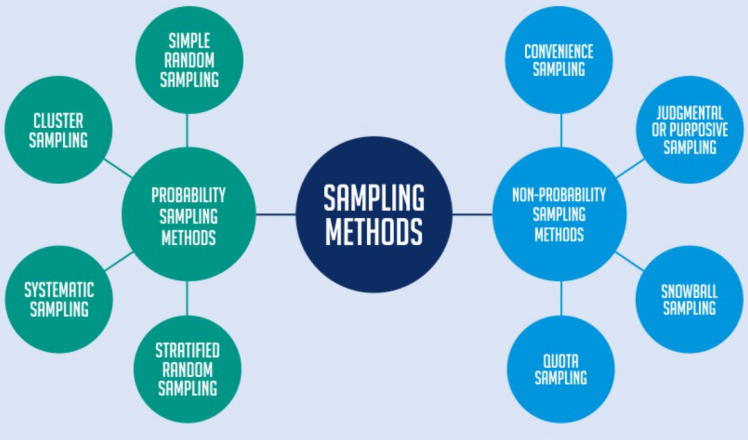 SIMPLE
RANDOM
SAMPLING
CLUSTER
SAMPLING
PROBABILITY
SAMPLING
METHODS
SYSTEMATIC
SAMPLING
STRATIFIED
RANDOM
SAMPLING
SAMPLING
METHODS
CONVENIENCE
SAMPLING
JUDGMENTAL
OR PURPOSIVE
SAMPLING
NON-PROBABILITY
SAMPLING
METHODS
SNOWBALL
SAMPLING
QUOTA
SAMPLING